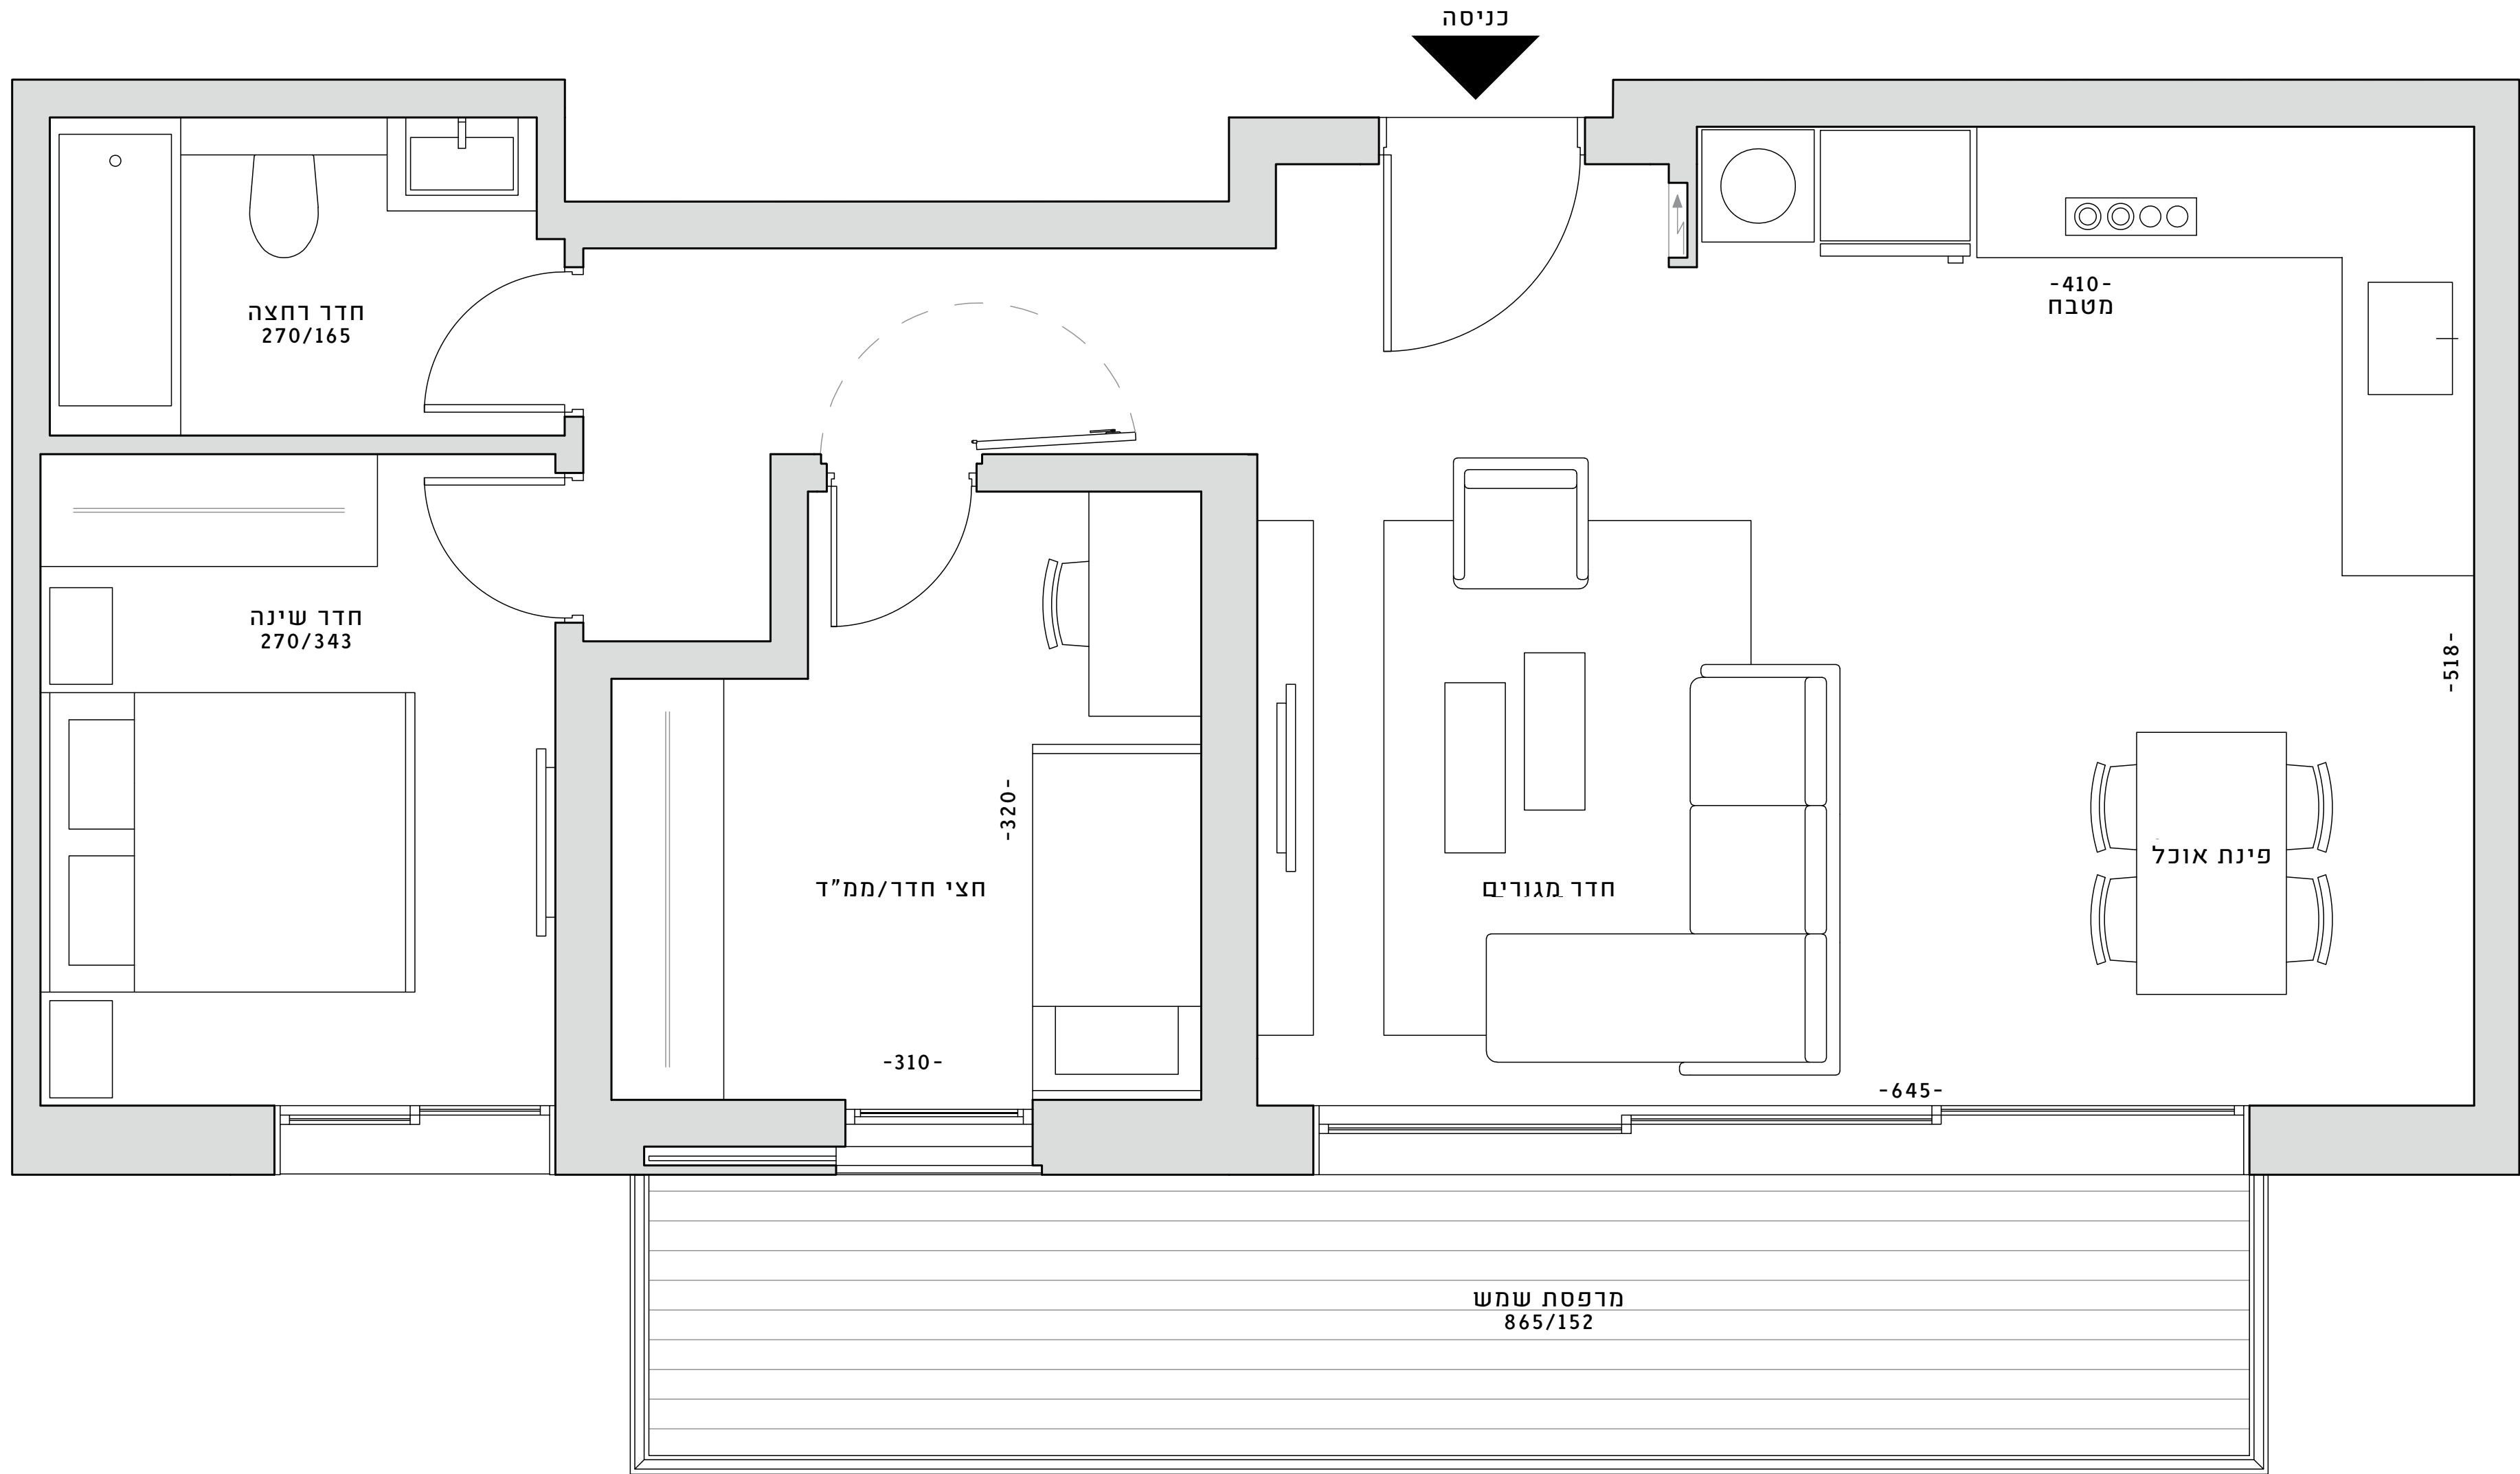 כניסה
-410-
מטבח
חדר רחצה
270/165
חדר שינה
270/343
-518-
-320-
פינת אוכל
חצי חדר/ממ"ד
חדר מגורים
-310-
-645-
מרפסת שמש
865/152